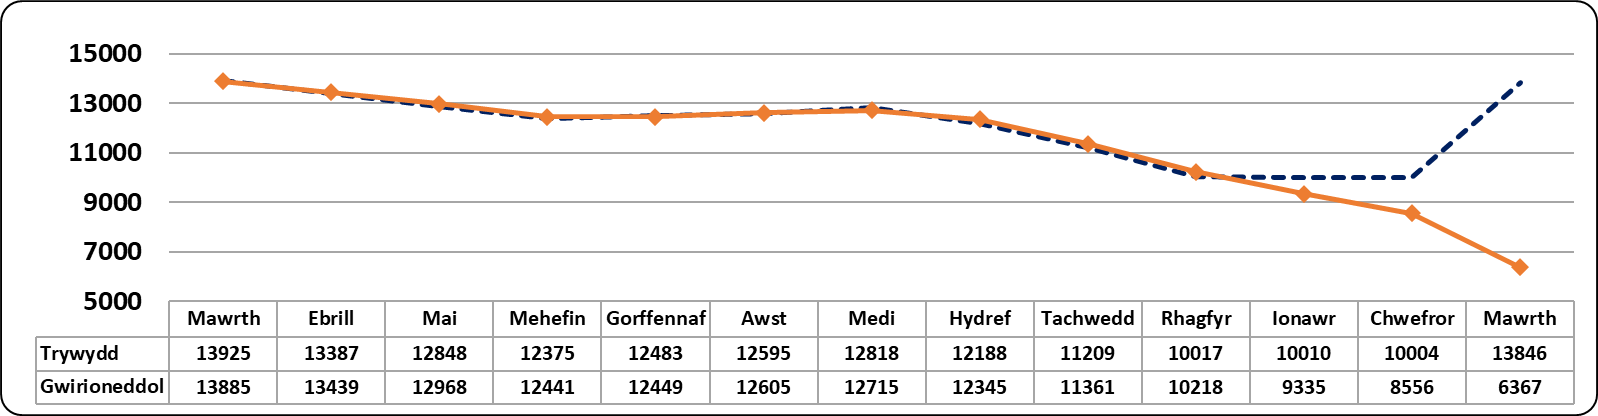 15000
13000
11000
9000
7000
5000
Mawrth Ebrill Mai Mehefin Gorffennaf Awst Medi Hydref Tachwedd Rhagfyr Ionawr Chwefror Mawrth
Trywydd 13925 13387 12848 12375 12483 12595 12818 12188 11209 10017 10010 10004 13846
Gwirioneddol 13885 13439 12968 12441 12449 12605 12715 12345 11361 10218 9335 8556 6367